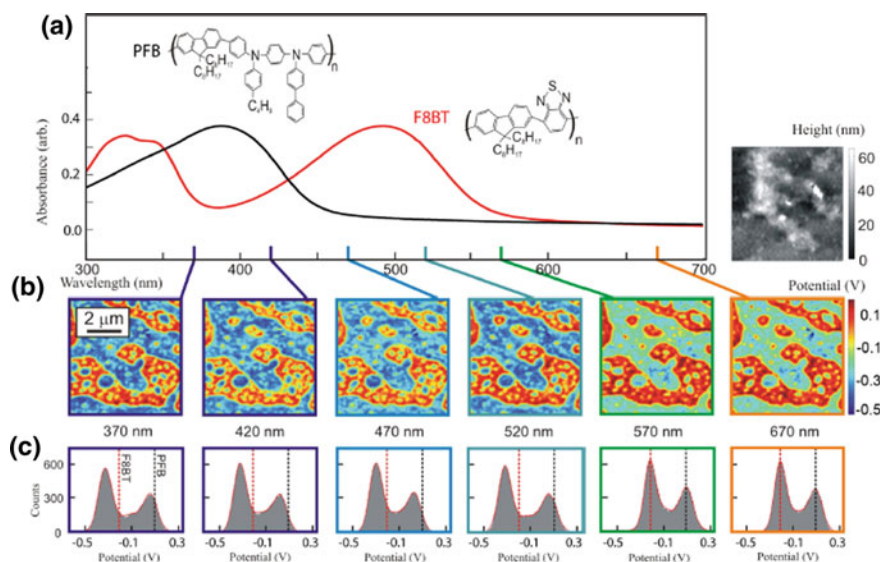 (a)
PFB
n
C₈H₁₇
C₈H₁₇
N
N
C₄H₉
F8BT
S
N
N
n
C₈H₁₇
C₈H₁₇
Absorbance (arb.)
0.4
0.2
0.0
300 400 500 600 700
Wavelength (nm)
Height (nm)
60
40
20
0
(b)
2 μm
Potential (V)
0.1
-0.1
-0.3
-0.5
370 nm 420 nm 470 nm 520 nm 570 nm 670 nm
(c)
Counts
600
300
0
F8BT
PFB
-0.5 -0.1 0.3 -0.5 -0.1 0.3 -0.5 -0.1 0.3 -0.5 -0.1 0.3 -0.5 -0.1 0.3 -0.5 -0.1 0.3
Potential (V) Potential (V) Potential (V) Potential (V) Potential (V) Potential (V)